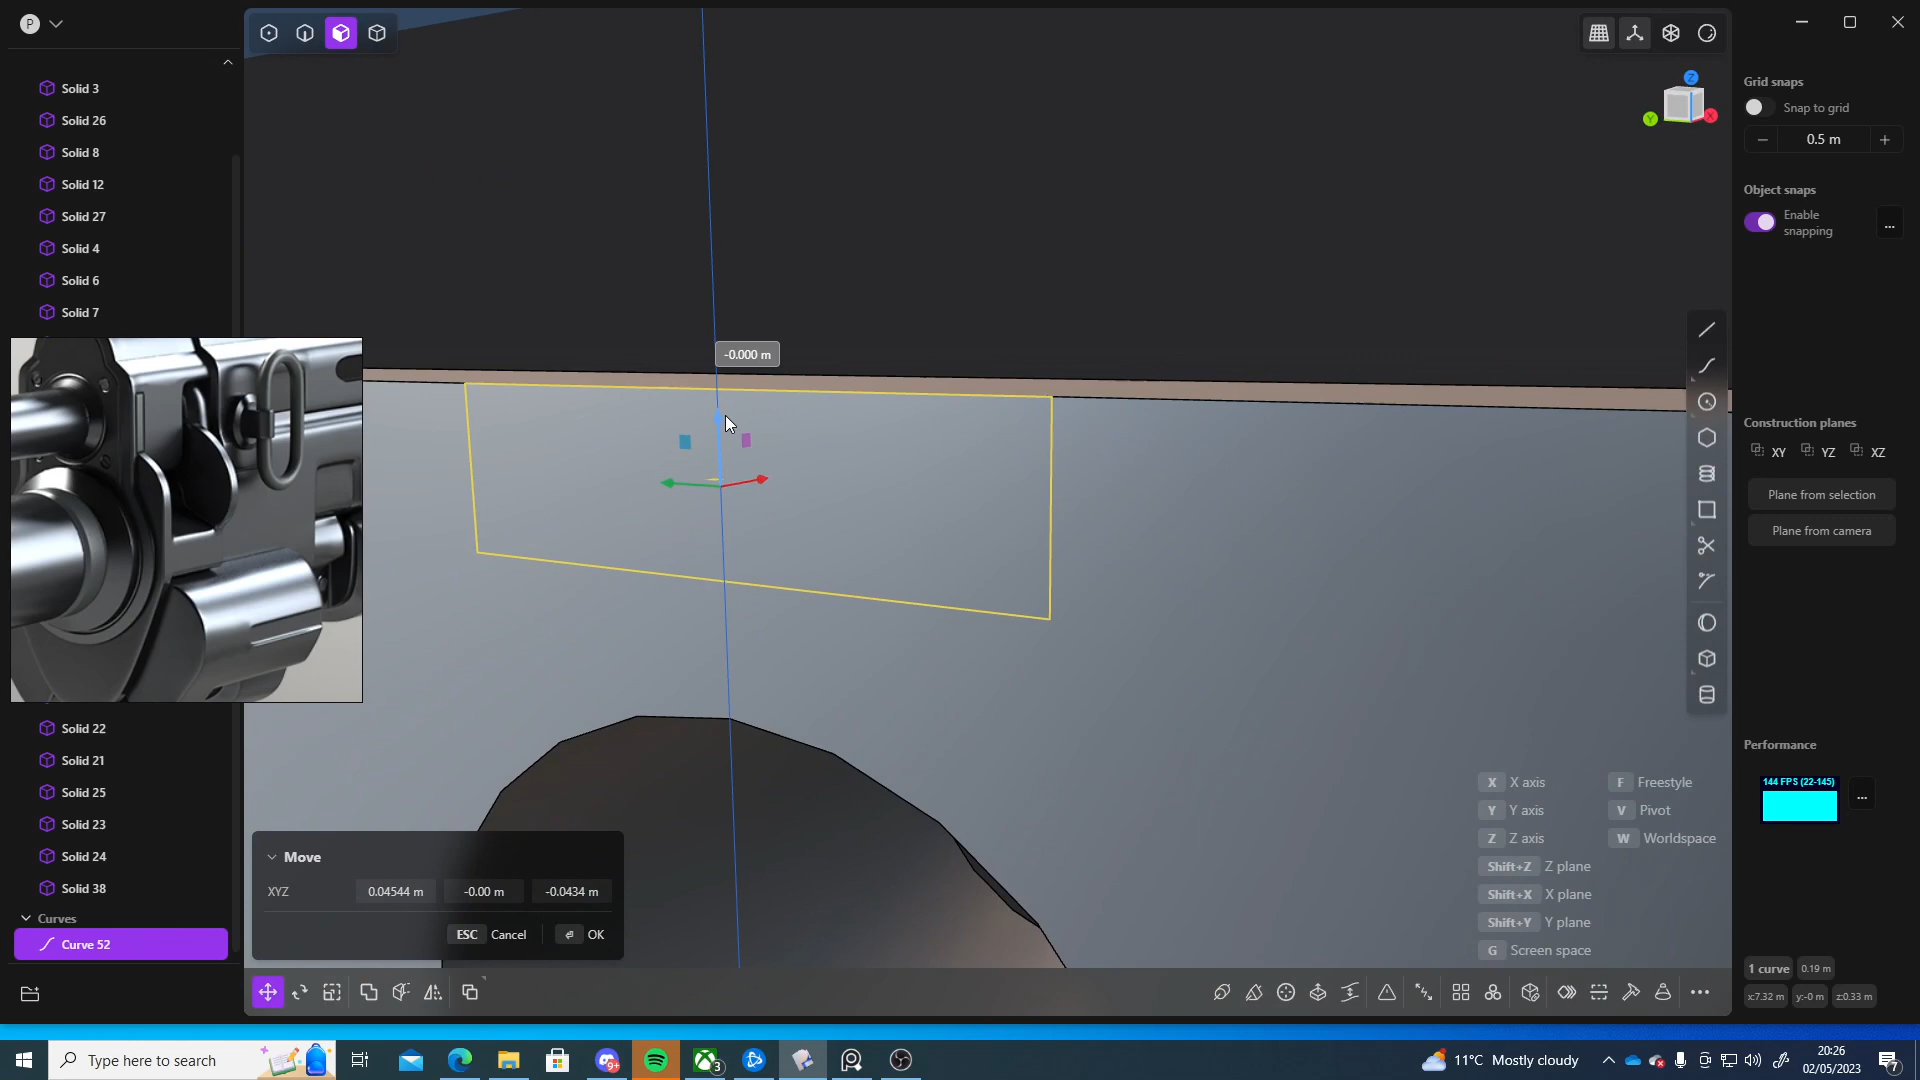 P
Solid 3
Solid 26
Solid 8
Solid 12
Solid 27
Solid 4
Solid 6
Solid 7
Solid 22
Solid 21
Solid 25
Solid 23
Solid 24
Solid 38
Curves
Curve 52
-0.000 m
Move
XYZ 0.04544 m -0.00 m -0.0434 m
ESC Cancel OK
Z
Y
X
X X axis F Freestyle
Y Y axis V Pivot
Z Z axis W Worldspace
Shift+Z Z plane
Shift+X X plane
Shift+Y Y plane
G Screen space
Grid snaps
Snap to grid
0.5 m
Object snaps
Enable
snapping
...
Construction planes
XY YZ XZ
Plane from selection
Plane from camera
Performance
144 FPS (22-145)
...
1 curve 0.19 m
x:7.32 m y:-0 m z:0.33 m
Type here to search
9+
3
11°C Mostly cloudy
20:26
02/05/2023
7